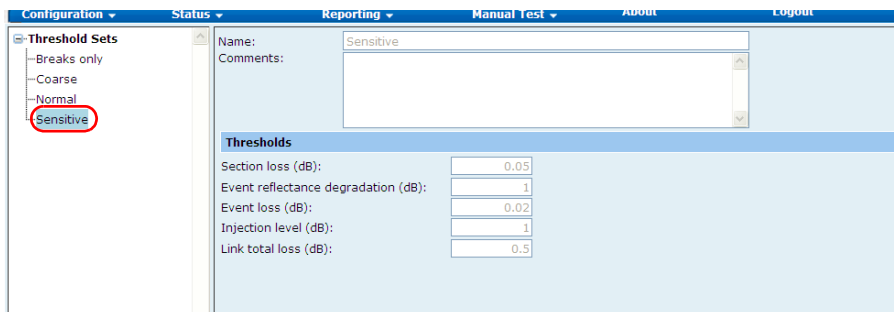 Configuration Status Reporting Manual Test About Logout
Threshold Sets
Breaks only
Coarse
Normal
Sensitive
Name: Sensitive
Comments:
Thresholds
Section loss (dB): 0.05
Event reflectance degradation (dB): 1
Event loss (dB): 0.02
Injection level (dB): 1
Link total loss (dB): 0.5